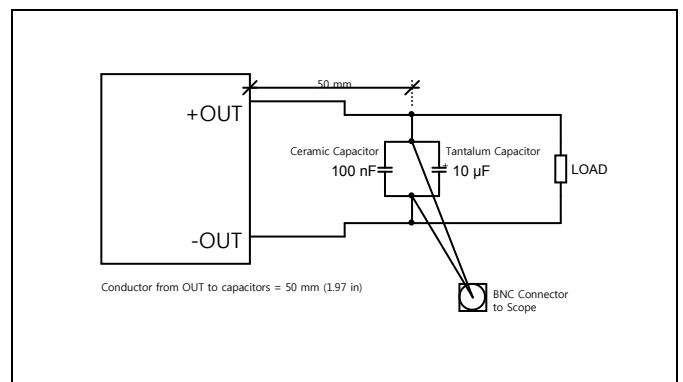 50 mm
+OUT
Ceramic Capacitor
100 nF
Tantalum Capacitor
+ 10 µF
LOAD
-OUT
Conductor from OUT to capacitors = 50 mm (1.97 in)
BNC Connector
to Scope